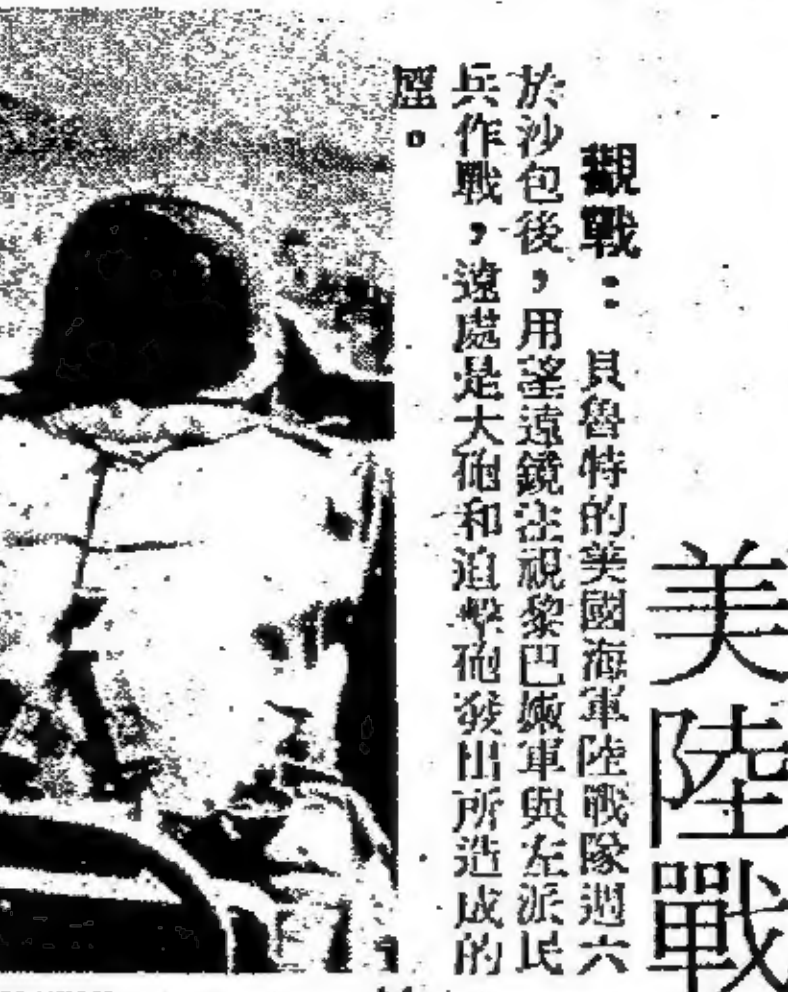 美陸戰
觀戰：貝魯特的美國海軍陸戰隊週六
於沙包後，用望遠鏡注視黎巴嫩軍與左派民
兵作戰，遠處是大砲和迫擊砲發出所造成的
塵。